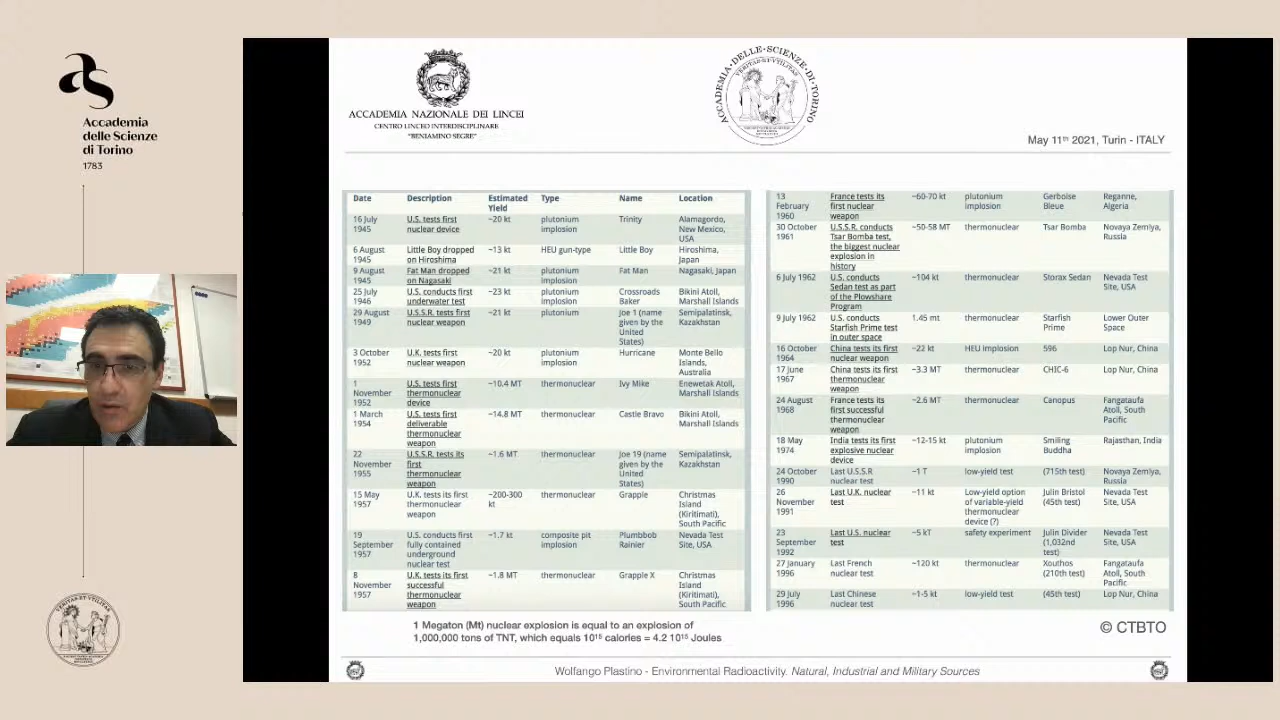 Accademia
delle Scienze
di Torino
1783
ACCADEMIA NAZIONALE DEI LINCEI
CENTRO LINCEO INTERDISCIPLINARE
"BENIAMINO SEGRE"
ACCADEMIA·DELLE·SCIENZE·DI·TORINO
VERITAS·ET·VTILITAS
May 11th 2021, Turin - ITALY
Date Description Estimated Yield Type Name Location
16 July 1945 U.S. tests first nuclear device ~20 kt plutonium implosion Trinity Alamagordo, New Mexico, USA
6 August 1945 Little Boy dropped on Hiroshima ~13 kt HEU gun-type Little Boy Hiroshima, Japan
9 August 1945 Fat Man dropped on Nagasaki ~21 kt plutonium implosion Fat Man Nagasaki, Japan
25 July 1946 U.S. conducts first underwater test ~23 kt plutonium implosion Crossroads Baker Bikini Atoll, Marshall Islands
29 August 1949 U.S.S.R. tests first nuclear weapon ~21 kt plutonium Joe 1 (name given by the United States) Semipalatinsk, Kazakhstan
3 October 1952 U.K. tests first nuclear weapon ~20 kt plutonium implosion Hurricane Monte Bello Islands, Australia
1 November 1952 U.S. tests first thermonuclear device ~10.4 MT thermonuclear Ivy Mike Enewetak Atoll, Marshall Islands
1 March 1954 U.S. tests first deliverable thermonuclear weapon ~14.8 MT thermonuclear Castle Bravo Bikini Atoll, Marshall Islands
22 November 1955 U.S.S.R. tests its first thermonuclear weapon ~1.6 MT thermonuclear Joe 19 (name given by the United States) Semipalatinsk, Kazakhstan
15 May 1957 U.K. tests its first thermonuclear weapon ~200-300 kt thermonuclear Grapple Christmas Island (Kiritimati), South Pacific
19 September 1957 U.S. conducts first fully contained underground nuclear test ~1.7 kt composite pit implosion Plumbbob Rainier Nevada Test Site, USA
8 November 1957 U.K. tests its first successful thermonuclear weapon ~1.8 MT thermonuclear Grapple X Christmas Island (Kiritimati), South Pacific
13 February 1960 France tests its first nuclear weapon ~60-70 kt plutonium implosion Gerboise Bleue Reganne, Algeria
30 October 1961 U.S.S.R. conducts Tsar Bomba test, the biggest nuclear explosion in history ~50-58 MT thermonuclear Tsar Bomba Novaya Zemlya, Russia
6 July 1962 U.S. conducts Sedan test as part of the Plowshare Program ~104 kt thermonuclear Storax Sedan Nevada Test Site, USA
9 July 1962 U.S. conducts Starfish Prime test in outer space 1.45 mt thermonuclear Starfish Prime Lower Outer Space
16 October 1964 China tests its first nuclear weapon ~22 kt HEU implosion 596 Lop Nur, China
17 June 1967 China tests its first thermonuclear weapon ~3.3 MT thermonuclear CHIC-6 Lop Nur, China
24 August 1968 France tests its first successful thermonuclear weapon ~2.6 MT thermonuclear Canopus Fangataufa Atoll, South Pacific
18 May 1974 India tests its first explosive nuclear device ~12-15 kt plutonium implosion Smiling Buddha Rajasthan, India
24 October 1990 Last U.S.S.R nuclear test ~1 T low-yield test (715th test) Novaya Zemlya, Russia
26 November 1991 Last U.K. nuclear test ~11 kt Low-yield option of variable-yield thermonuclear device (?) Julin Bristol (45th test) Nevada Test Site, USA
23 September 1992 Last U.S. nuclear test ~5 kT safety experiment Julin Divider (1,032nd test) Nevada Test Site, USA
27 January 1996 Last French nuclear test ~120 kt thermonuclear Xouthos (210th test) Fangataufa Atoll, South Pacific
29 July 1996 Last Chinese nuclear test ~1-5 kt low-yield test (45th test) Lop Nur, China
1 Megaton (Mt) nuclear explosion is equal to an explosion of
1,000,000 tons of TNT, which equals 10¹⁵ calories = 4.2 10¹⁵ Joules
© CTBTO
Wolfango Plastino - Environmental Radioactivity. Natural, Industrial and Military Sources